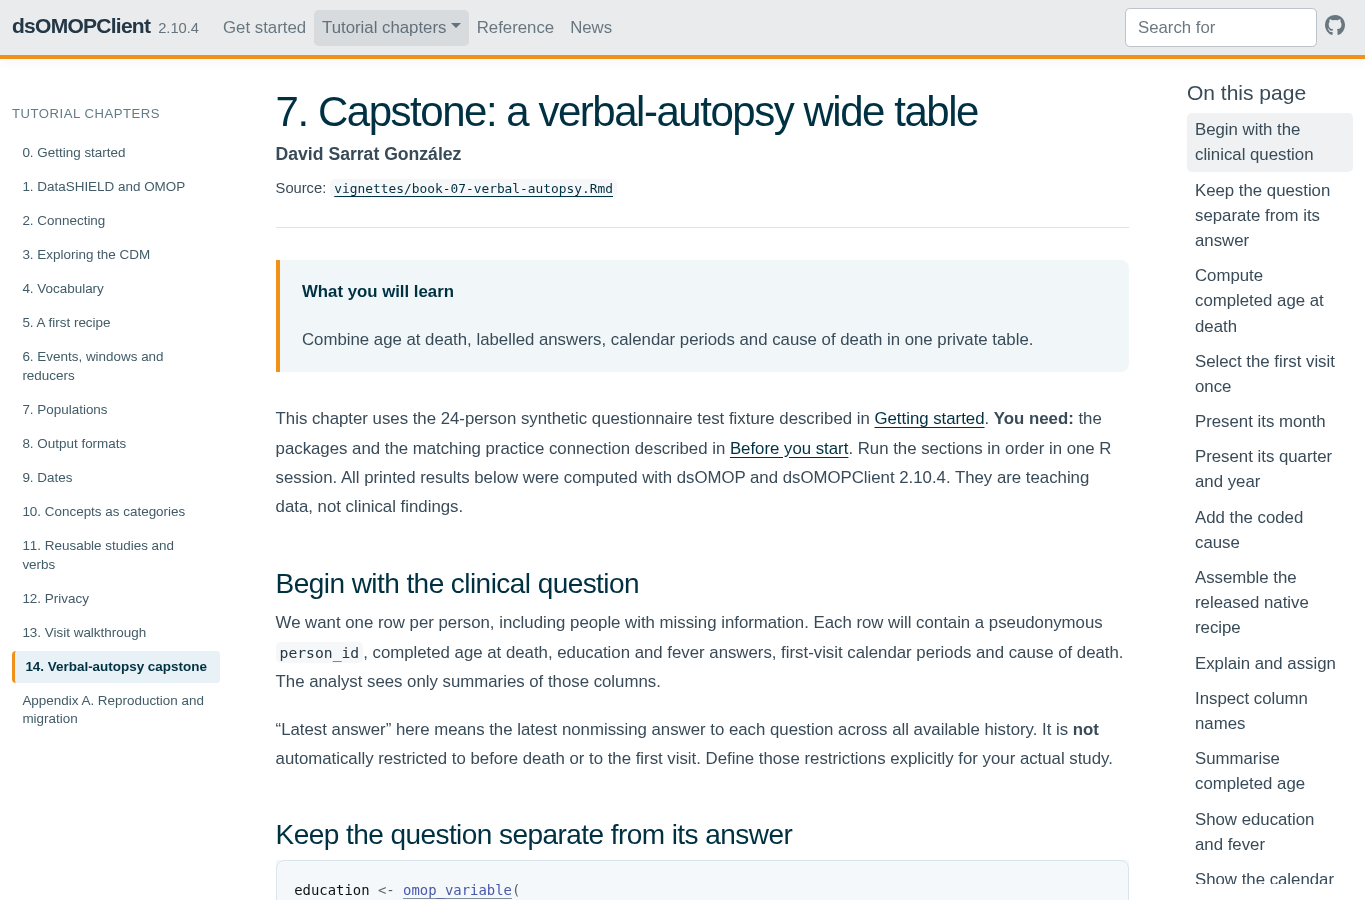 dsOMOPClient 2.10.4 Get started Tutorial chapters Reference News Search for
TUTORIAL CHAPTERS
0. Getting started
1. DataSHIELD and OMOP
2. Connecting
3. Exploring the CDM
4. Vocabulary
5. A first recipe
6. Events, windows and
reducers
7. Populations
8. Output formats
9. Dates
10. Concepts as categories
11. Reusable studies and
verbs
12. Privacy
13. Visit walkthrough
14. Verbal-autopsy capstone
Appendix A. Reproduction and
migration
7. Capstone: a verbal-autopsy wide table
David Sarrat González
Source: vignettes/book-07-verbal-autopsy.Rmd
What you will learn
Combine age at death, labelled answers, calendar periods and cause of death in one private table.
This chapter uses the 24-person synthetic questionnaire test fixture described in Getting started. You need: the
packages and the matching practice connection described in Before you start. Run the sections in order in one R
session. All printed results below were computed with dsOMOP and dsOMOPClient 2.10.4. They are teaching
data, not clinical findings.
Begin with the clinical question
We want one row per person, including people with missing information. Each row will contain a pseudonymous
person_id, completed age at death, education and fever answers, first-visit calendar periods and cause of death.
The analyst sees only summaries of those columns.
“Latest answer” here means the latest nonmissing answer to each question across all available history. It is not
automatically restricted to before death or to the first visit. Define those restrictions explicitly for your actual study.
Keep the question separate from its answer
education <- omop_variable(
On this page
Begin with the
clinical question
Keep the question
separate from its
answer
Compute
completed age at
death
Select the first visit
once
Present its month
Present its quarter
and year
Add the coded
cause
Assemble the
released native
recipe
Explain and assign
Inspect column
names
Summarise
completed age
Show education
and fever
Show the calendar